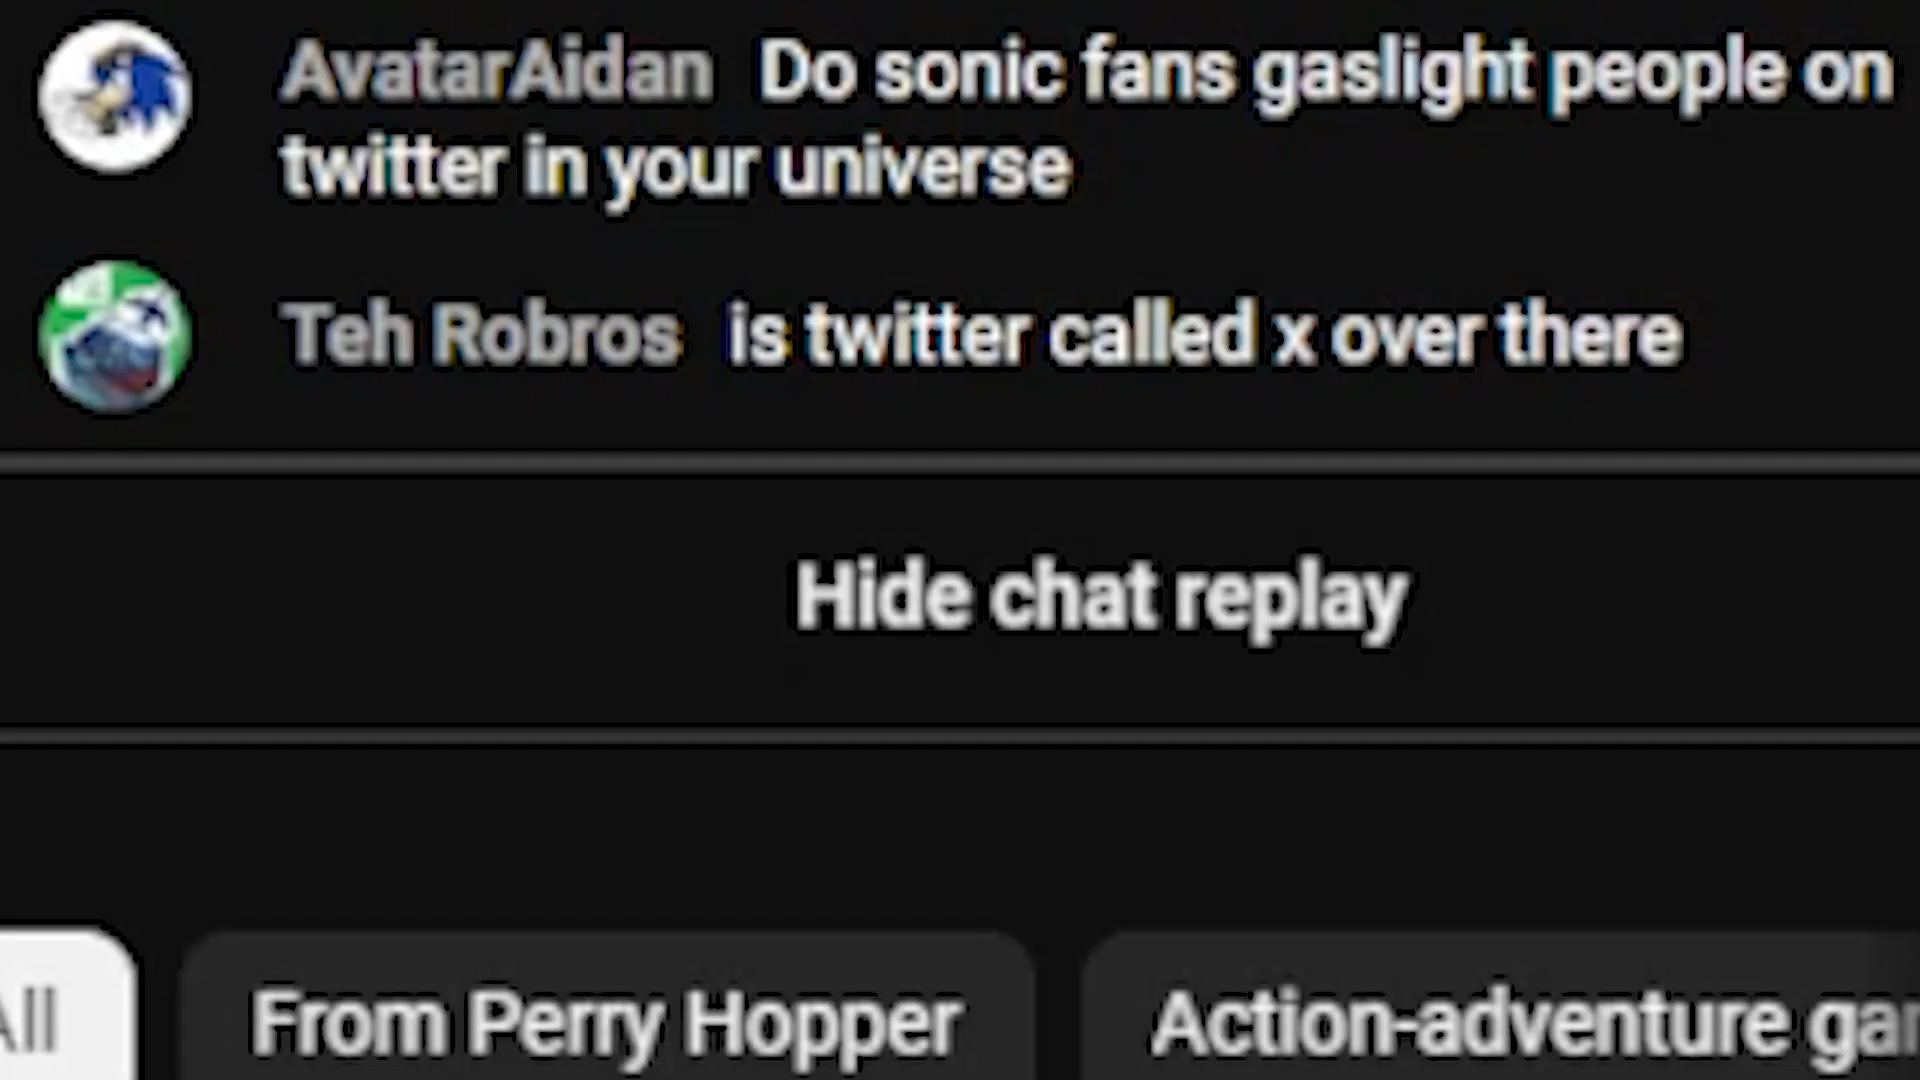 AvatarAidan Do sonic fans gaslight people on
twitter in your universe
Teh Robros is twitter called x over there
Hide chat replay
All From Perry Hopper Action-adventure gar